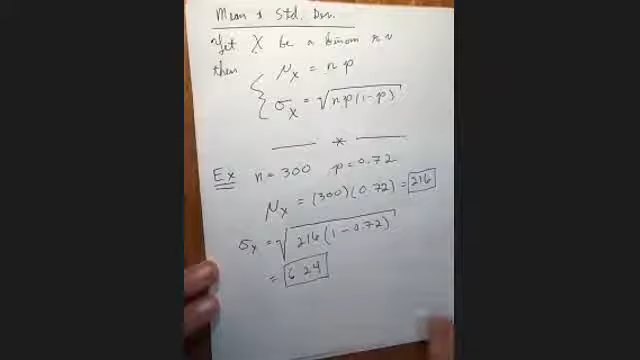 Mean & Std. Dev.
Let X be a binom r v
then
μx = n p
σx = √np(1-p)
*
Ex n = 300 p = 0.72
μx = (300)(0.72) = 216
σx = √216(1 - 0.72)
= 6.24